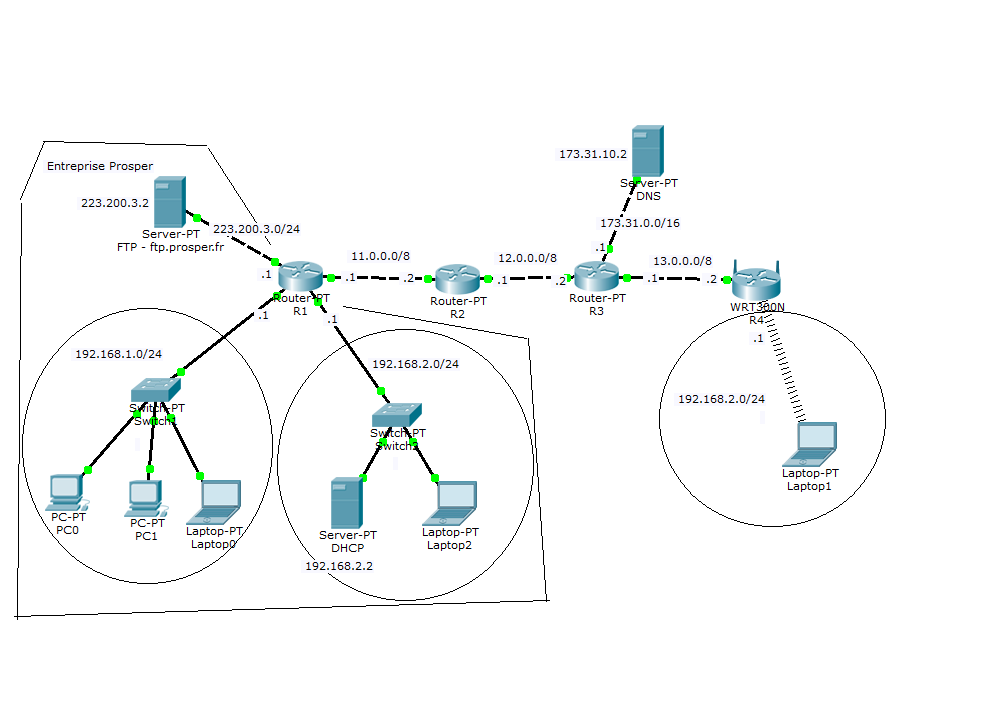 Entreprise Prosper
223.200.3.2
223.200.3.0/24
Server-PT
FTP - ftp.prosper.fr
.1
Router-PT
R1
.1
11.0.0.0/8
.2
Router-PT
R2
.1
12.0.0.0/8
.2
Router-PT
R3
.1
173.31.0.0/16
173.31.10.2
Server-PT
DNS
.1
13.0.0.0/8
.2
WRT300N
R4
.1
192.168.2.0/24
Laptop-PT
Laptop1
.1
192.168.1.0/24
Switch-PT
Switch1
PC-PT
PC0
PC-PT
PC1
Laptop-PT
Laptop0
.1
192.168.2.0/24
Switch-PT
Switch2
Server-PT
DHCP
192.168.2.2
Laptop-PT
Laptop2